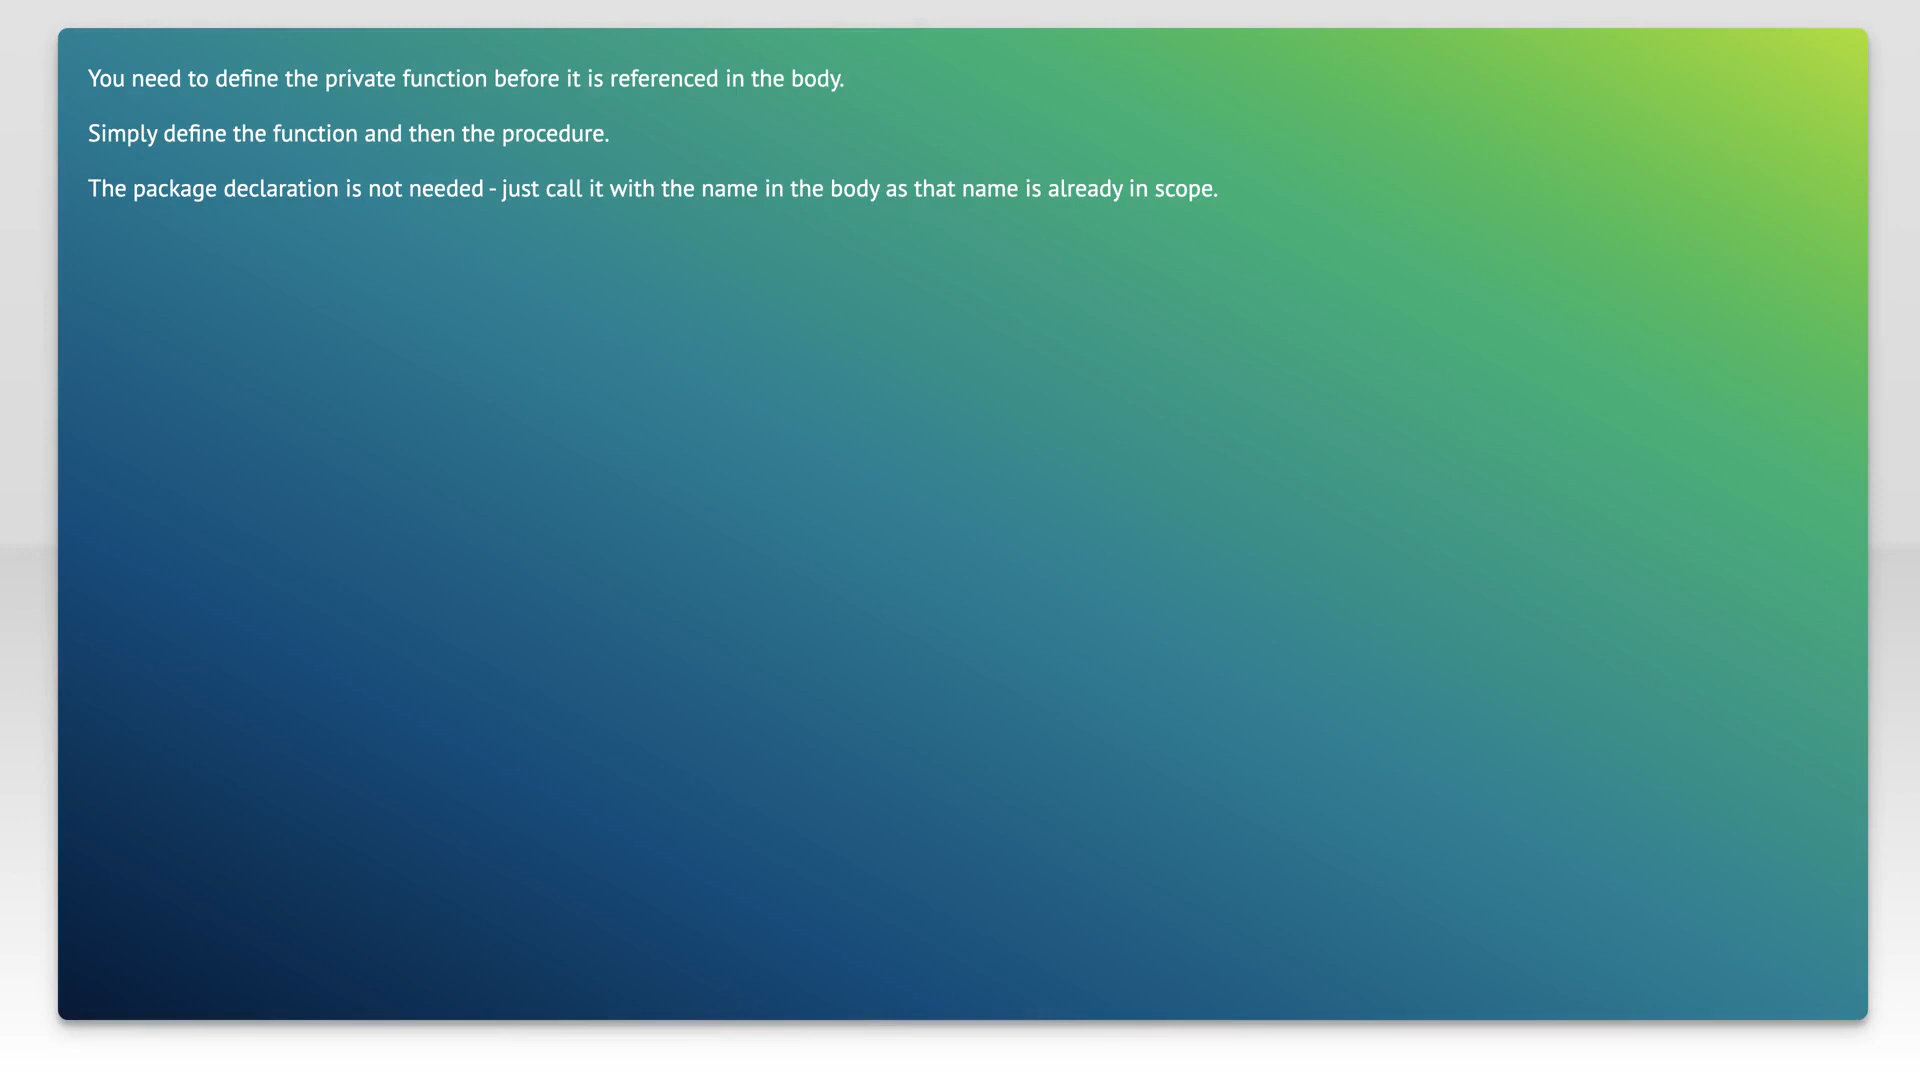 You need to define the private function before it is referenced in the body.
Simply define the function and then the procedure.
The package declaration is not needed - just call it with the name in the body as that name is already in scope.